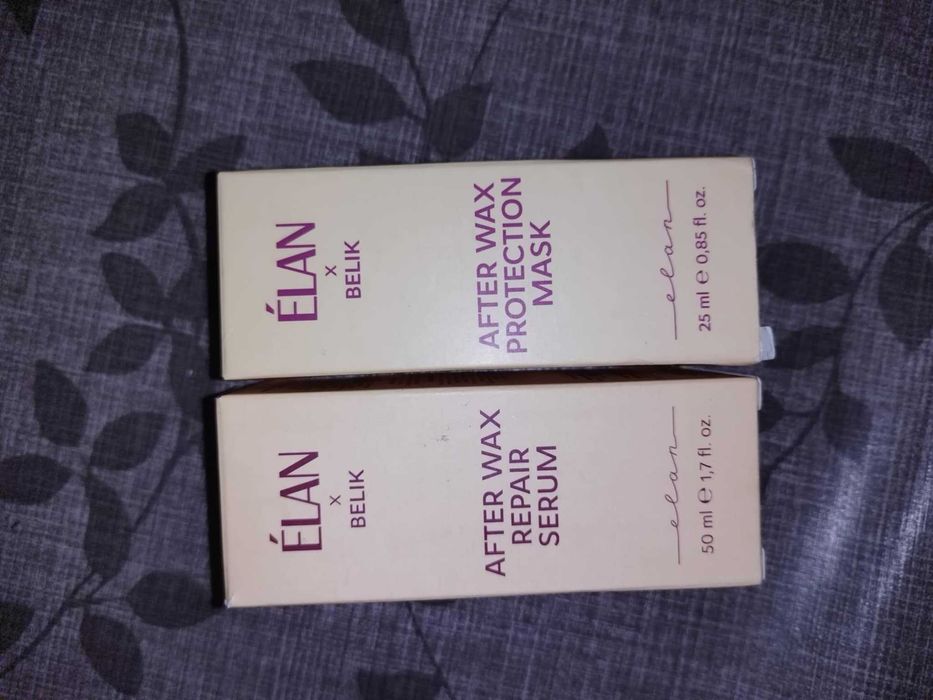 ÉLAN
x
BELIK
AFTER WAX
PROTECTION
MASK
elan
25 ml e 0,85 fl. oz.
ÉLAN
x
BELIK
AFTER WAX
REPAIR
SERUM
elan
50 ml e 1,7 fl. oz.